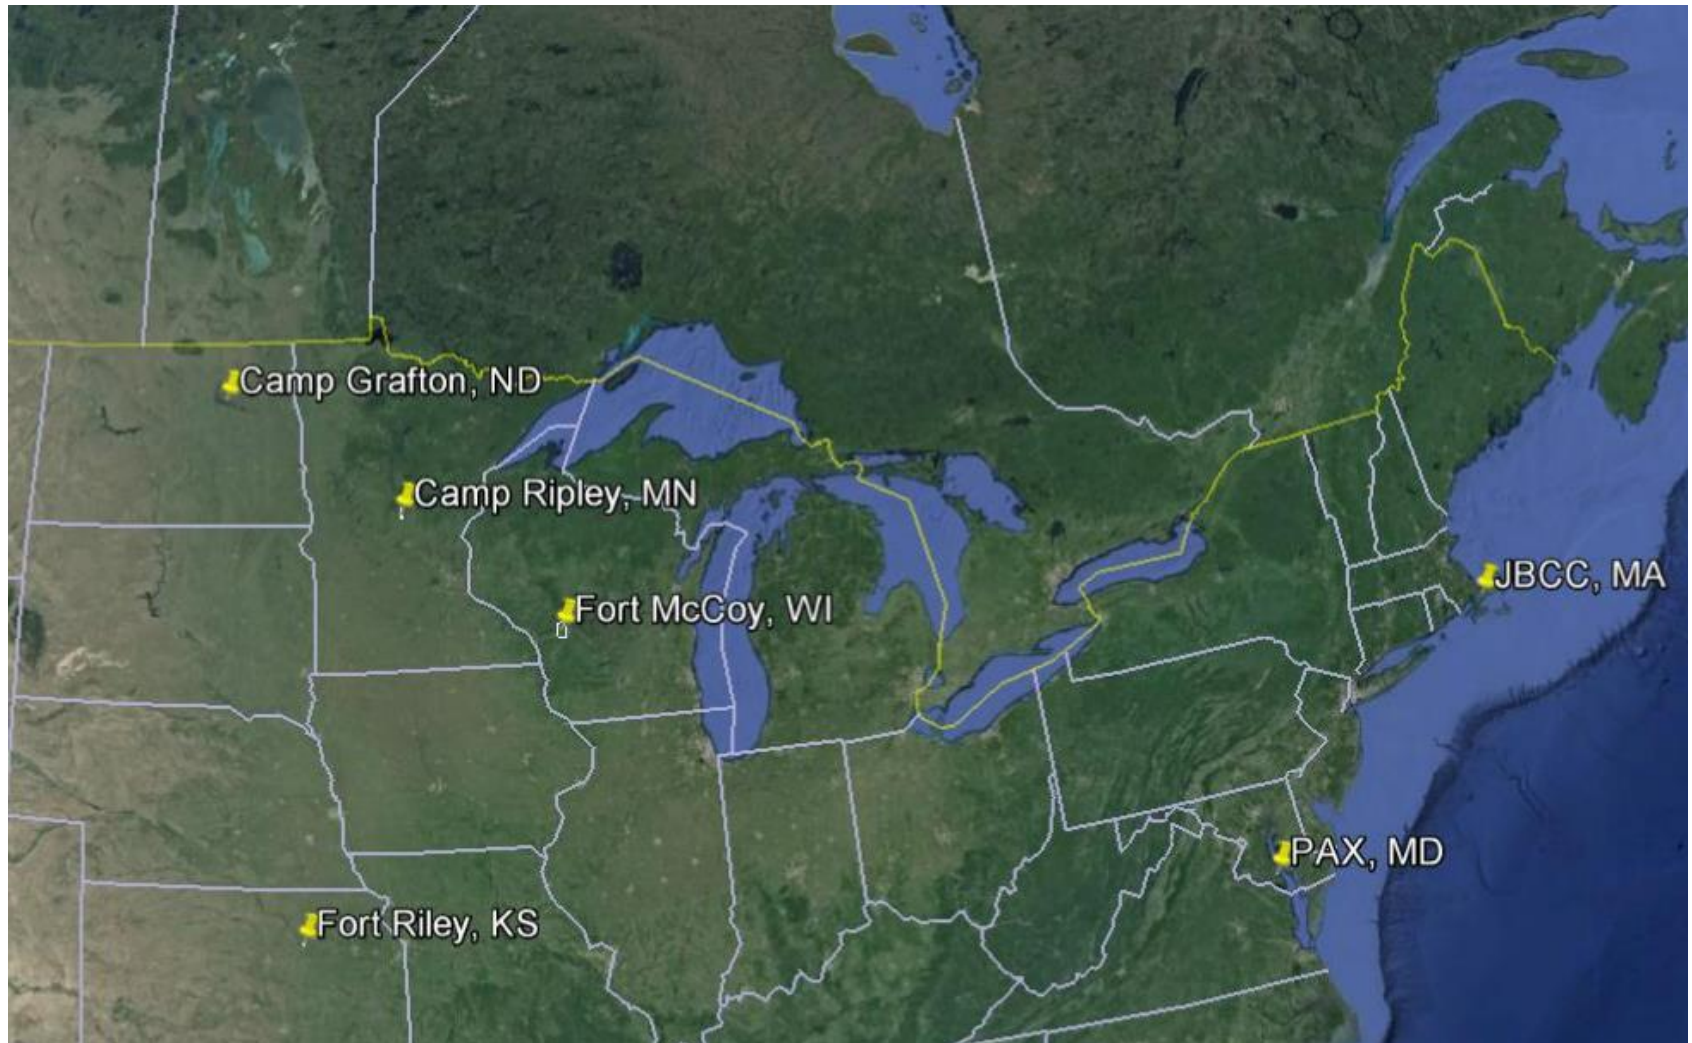 Camp Grafton, ND
Camp Ripley, MN
JBCC, MA
Fort McCoy, WI
PAX, MD
Fort Riley, KS